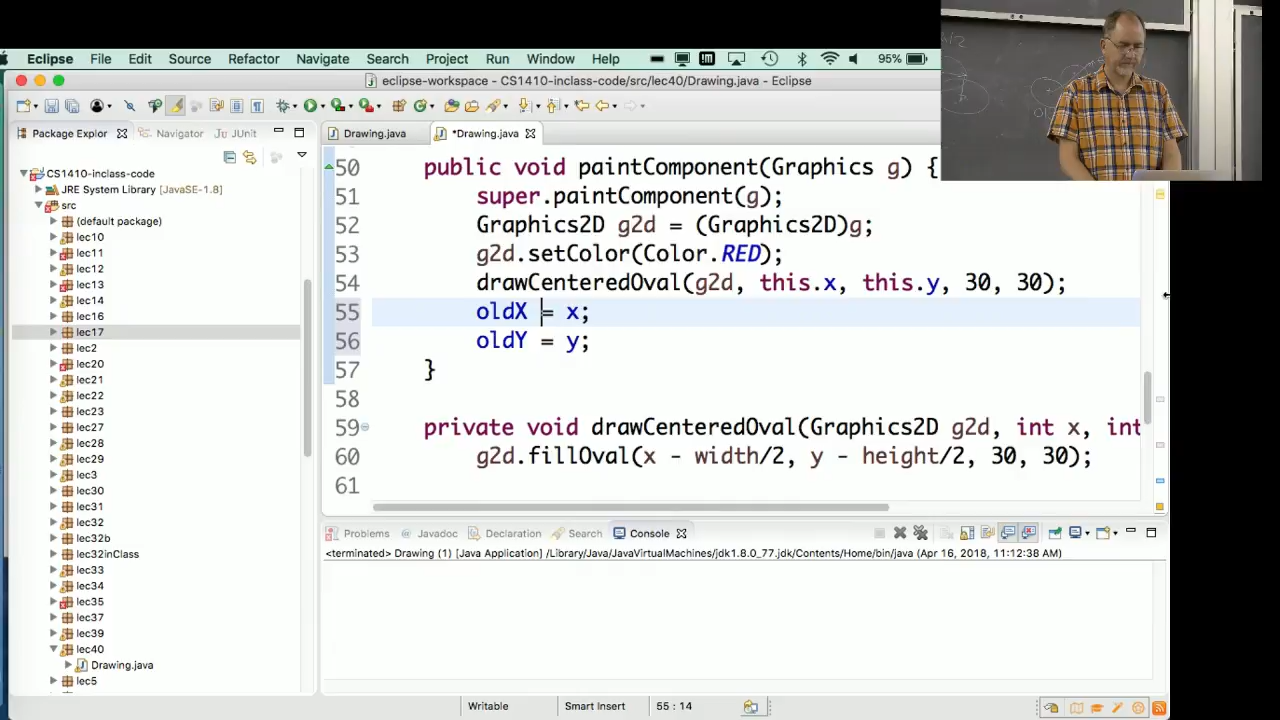 Eclipse File Edit Source Refactor Navigate Search Project Run Window Help 95%
eclipse-workspace - CS1410-inclass-code/src/lec40/Drawing.java - Eclipse
Package Explor Navigator JUnit
Drawing.java *Drawing.java
CS1410-inclass-code
JRE System Library [JavaSE-1.8]
src
(default package)
lec10
lec11
lec12
lec13
lec14
lec16
lec17
lec2
lec20
lec21
lec22
lec23
lec27
lec28
lec29
lec3
lec30
lec31
lec32
lec32b
lec32inClass
lec33
lec34
lec35
lec37
lec39
lec40
Drawing.java
lec5
50 public void paintComponent(Graphics g) {
51 super.paintComponent(g);
52 Graphics2D g2d = (Graphics2D)g;
53 g2d.setColor(Color.RED);
54 drawCenteredOval(g2d, this.x, this.y, 30, 30);
55 oldX = x;
56 oldY = y;
57 }
58
59 private void drawCenteredOval(Graphics2D g2d, int x, int
60 g2d.fillOval(x - width/2, y - height/2, 30, 30);
61
Problems Javadoc Declaration Search Console
<terminated> Drawing (1) [Java Application] /Library/Java/JavaVirtualMachines/jdk1.8.0_77.jdk/Contents/Home/bin/java (Apr 16, 2018, 11:12:38 AM)
Writable Smart Insert 55 : 14